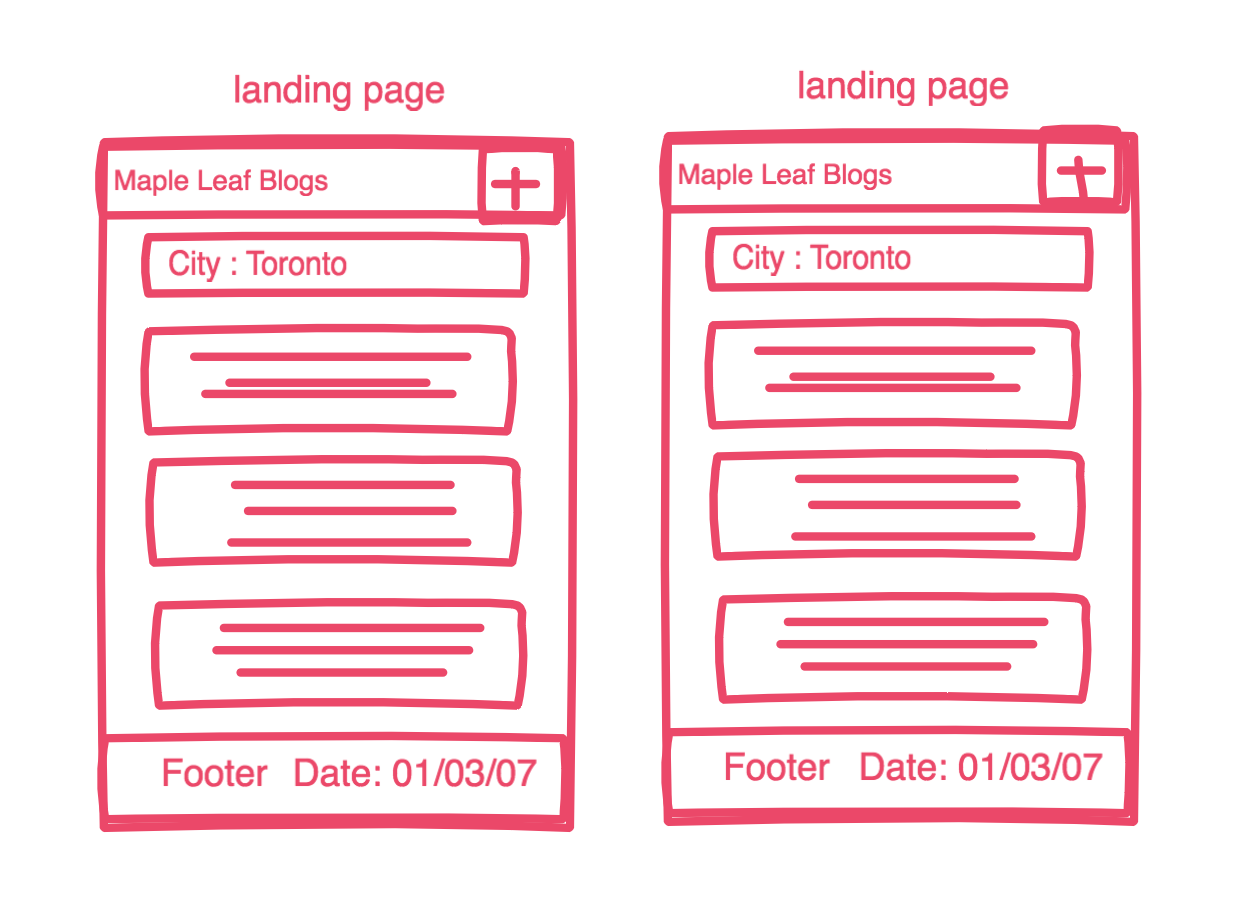 landing page
Maple Leaf Blogs
+
City : Toronto
Footer Date: 01/03/07
landing page
Maple Leaf Blogs
+
City : Toronto
Footer Date: 01/03/07